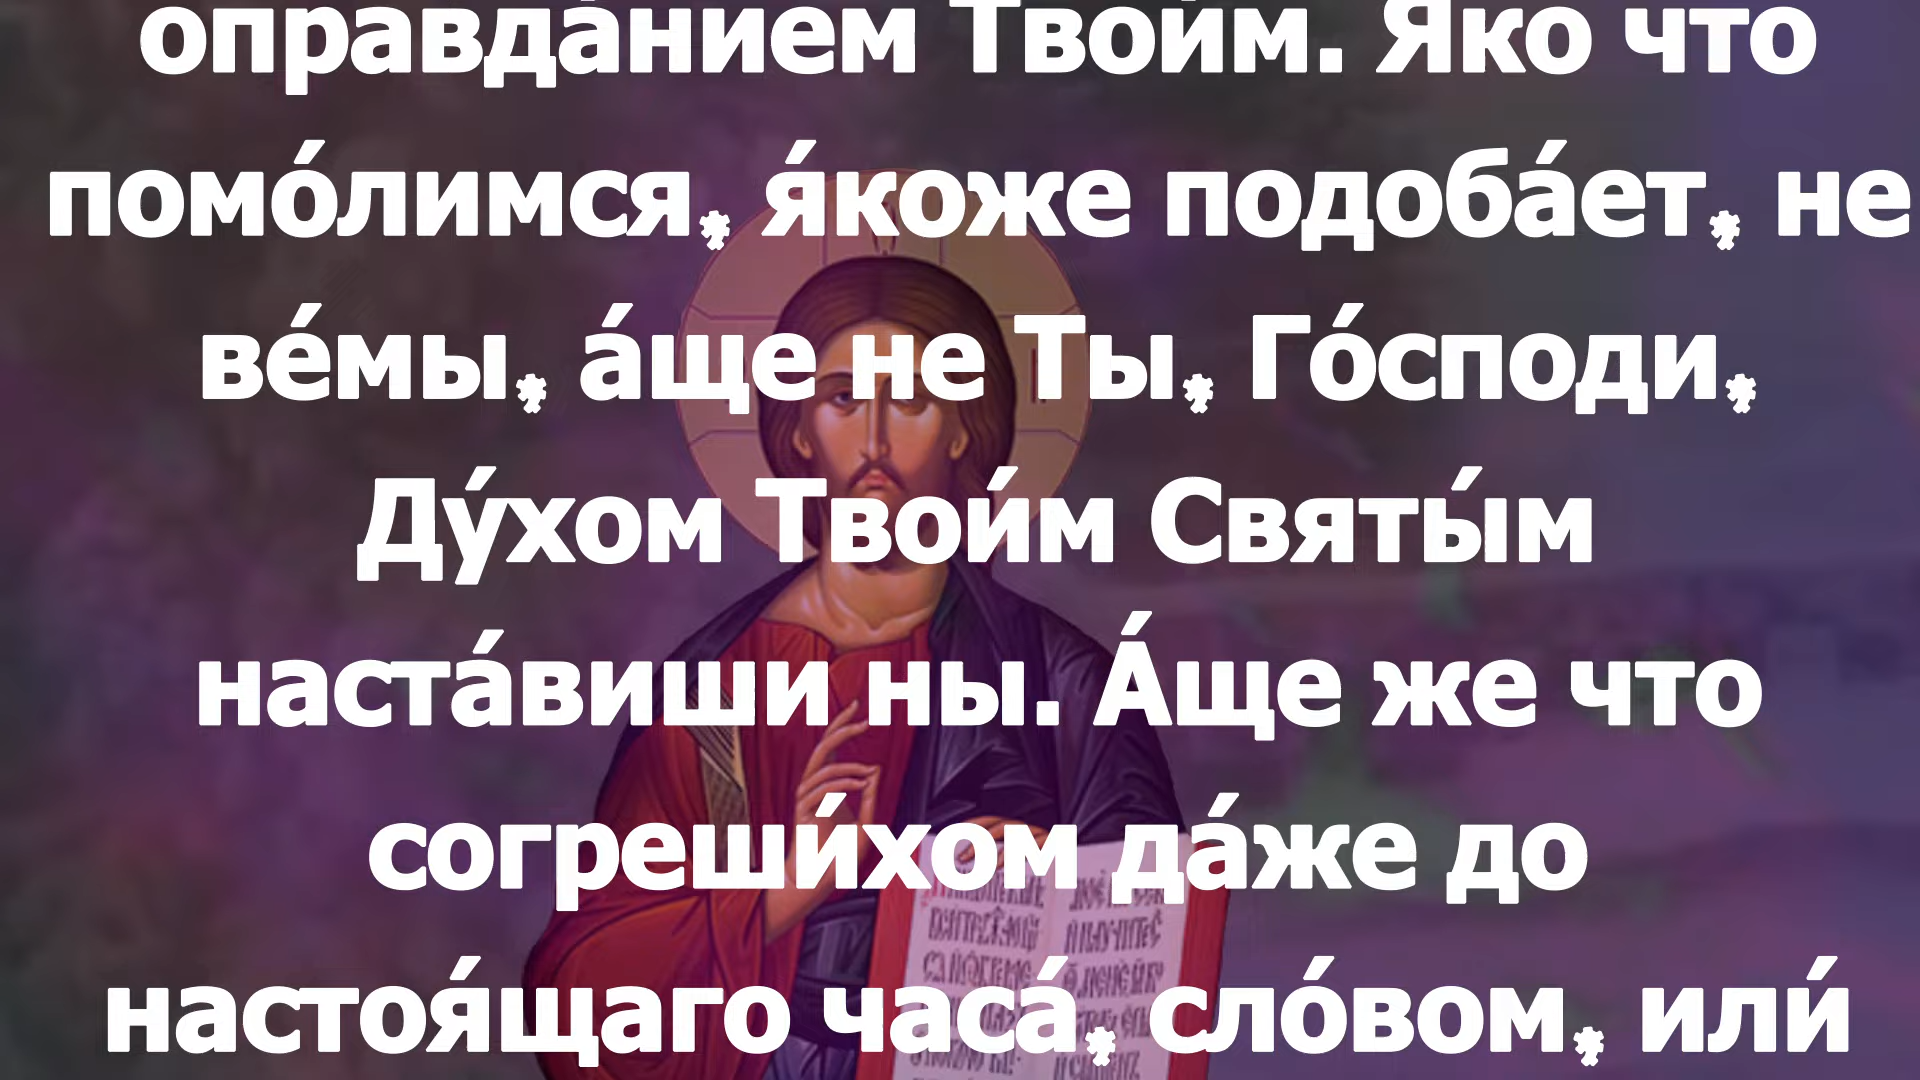 оправда́нием Твои́м. Я́ко что
помо́лимся, я́коже подоба́ет, не
ве́мы, а́ще не Ты, Го́споди,
Ду́хом Твои́м Святы́м
наста́виши ны. А́ще же что
согреши́хом да́же до
настоя́щаго часа́, сло́вом, или́